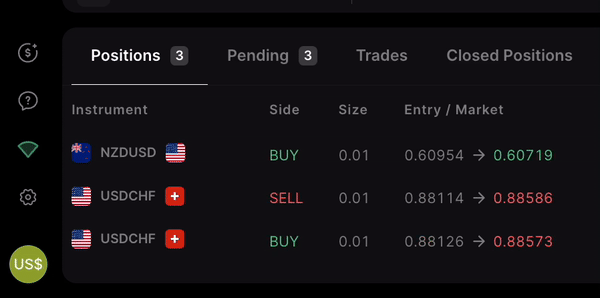 Positions 3 Pending 3 Trades Closed Positions
Instrument Side Size Entry / Market
NZDUSD BUY 0.01 0.60954 → 0.60719
USDCHF SELL 0.01 0.88114 → 0.88586
USDCHF BUY 0.01 0.88126 → 0.88573
US$